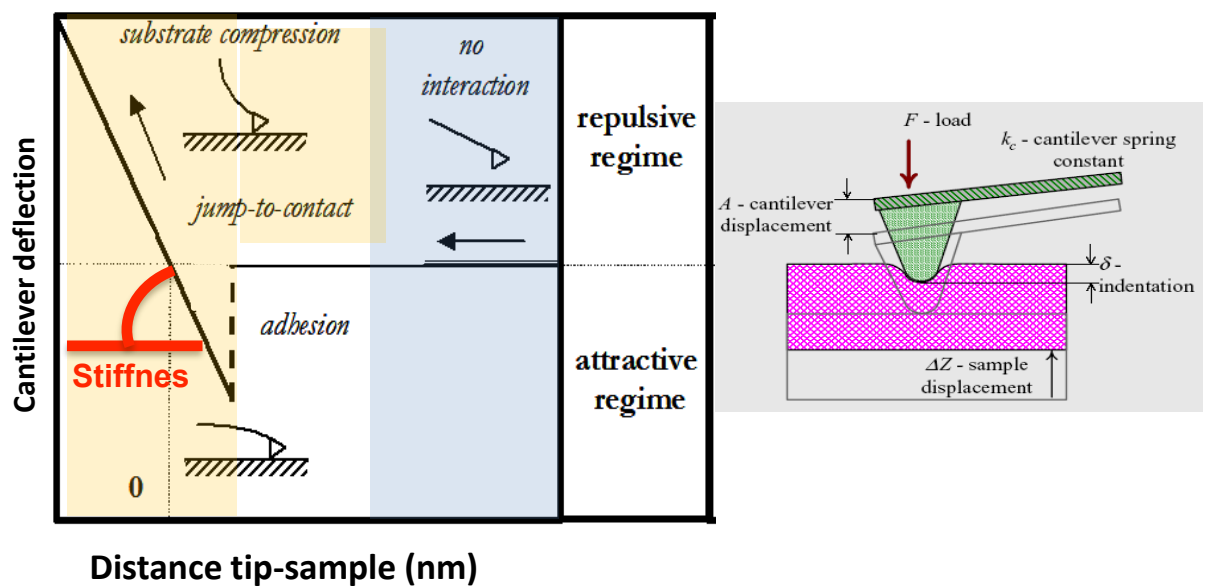 substrate compression
no
interaction
jump-to-contact
repulsive
regime
Cantilever deflection
adhesion
Stiffnes
attractive
regime
0
Distance tip-sample (nm)
F - load
k_c - cantilever spring
constant
A - cantilever
displacement
δ -
indentation
ΔZ - sample
displacement